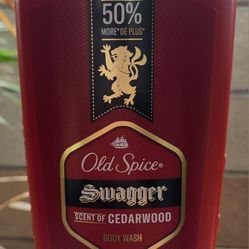 50%
MORE* DE PLUS*
Old Spice
Swagger
SCENT OF CEDARWOOD
BODY WASH